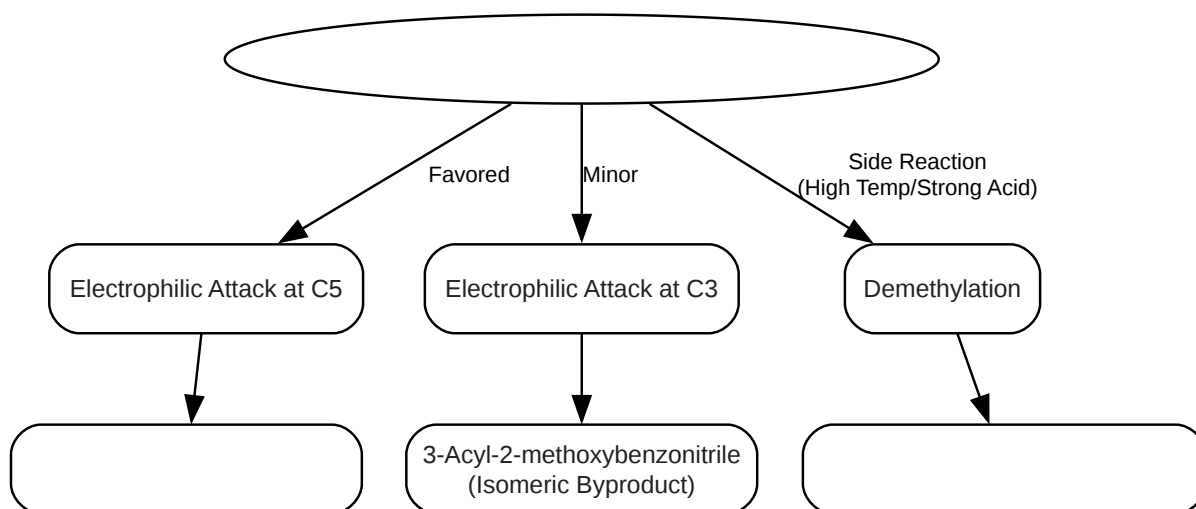 Favored
Minor
Side Reaction
(High Temp/Strong Acid)
Electrophilic Attack at C5
Electrophilic Attack at C3
Demethylation
3-Acyl-2-methoxybenzonitrile
(Isomeric Byproduct)